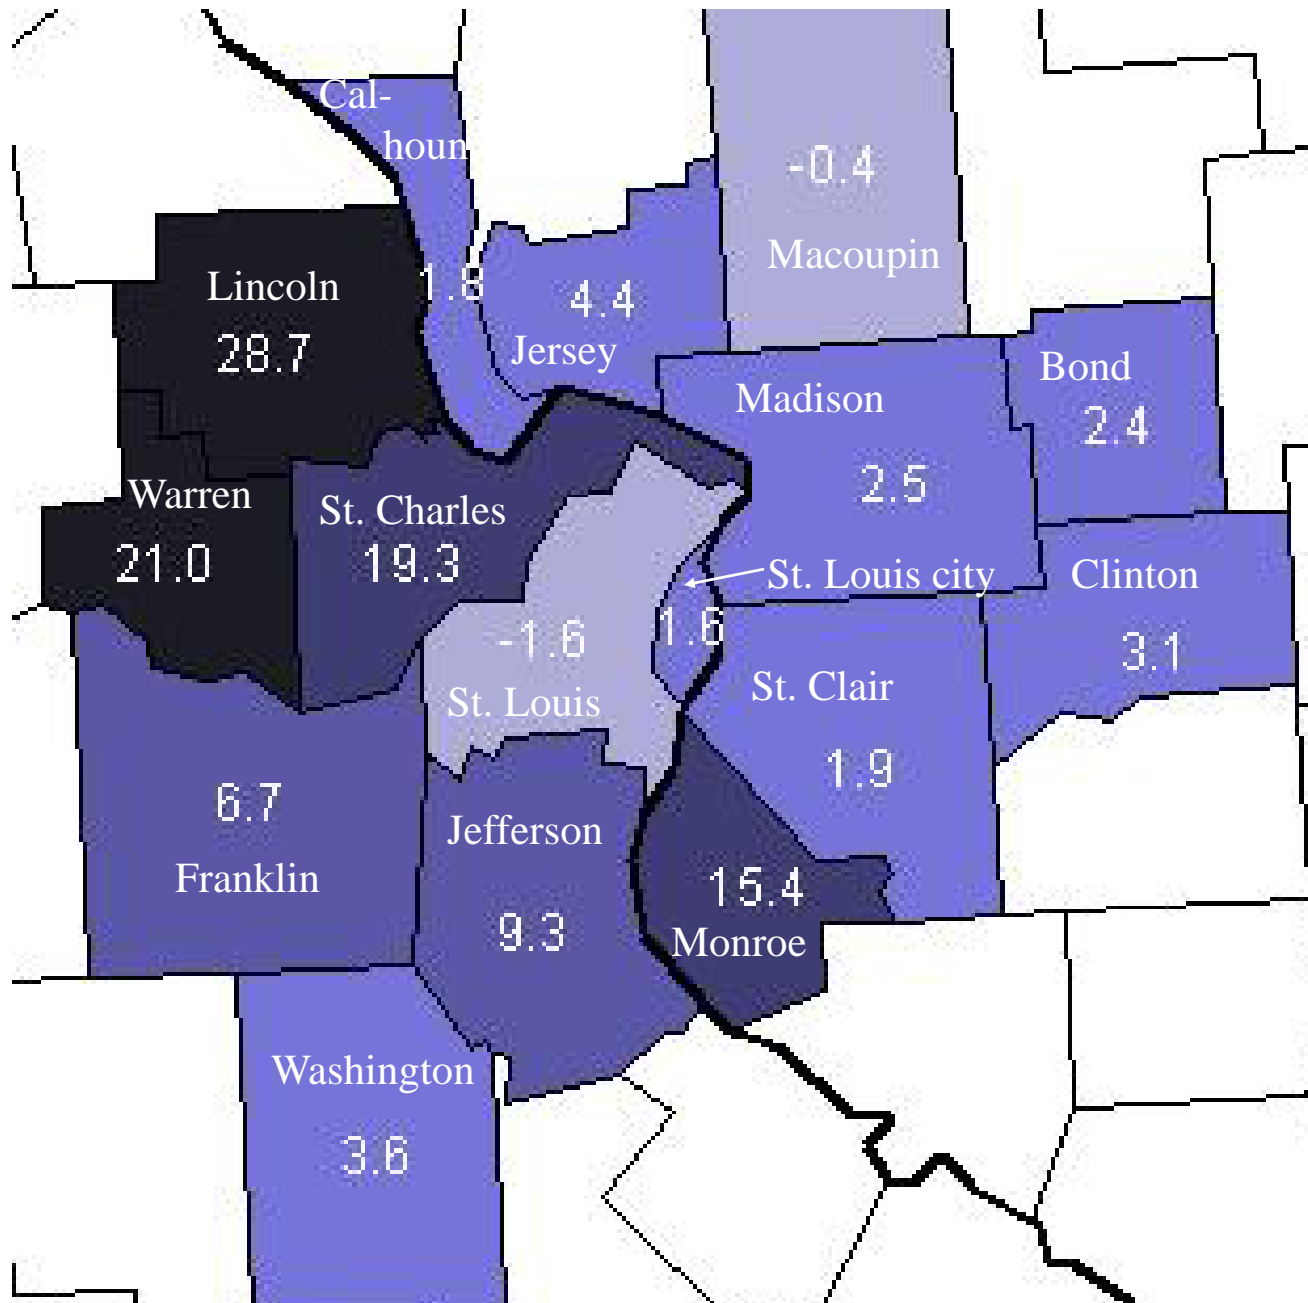 Cal-
houn
1.8
-0.4
Macoupin
Lincoln
28.7
4.4
Jersey
Madison
2.5
Bond
2.4
Warren
21.0
St. Charles
19.3
St. Louis city
1.6
Clinton
3.1
-1.6
St. Louis
St. Clair
1.9
6.7
Franklin
Jefferson
9.3
15.4
Monroe
Washington
3.6